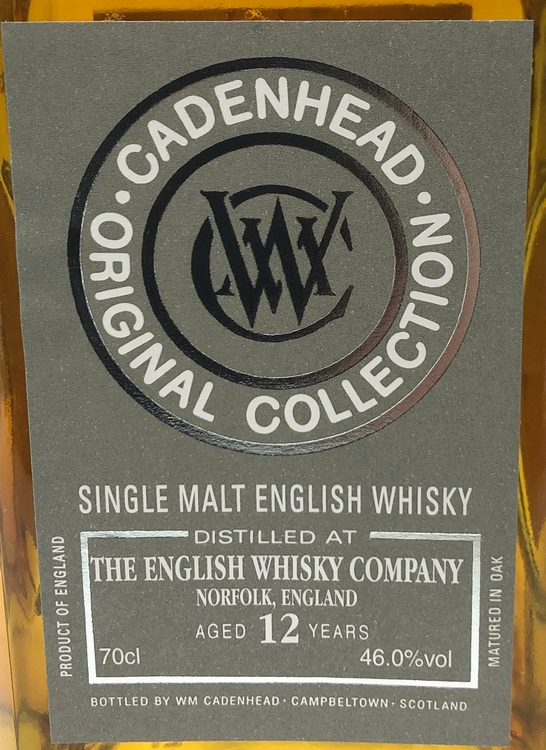 · CADENHEAD ·
ORIGINAL COLLECTION
WC
SINGLE MALT ENGLISH WHISKY
DISTILLED AT
THE ENGLISH WHISKY COMPANY
NORFOLK, ENGLAND
AGED 12 YEARS
70cl 46.0%vol
PRODUCT OF ENGLAND
MATURED IN OAK
BOTTLED BY WM CADENHEAD · CAMPBELTOWN · SCOTLAND